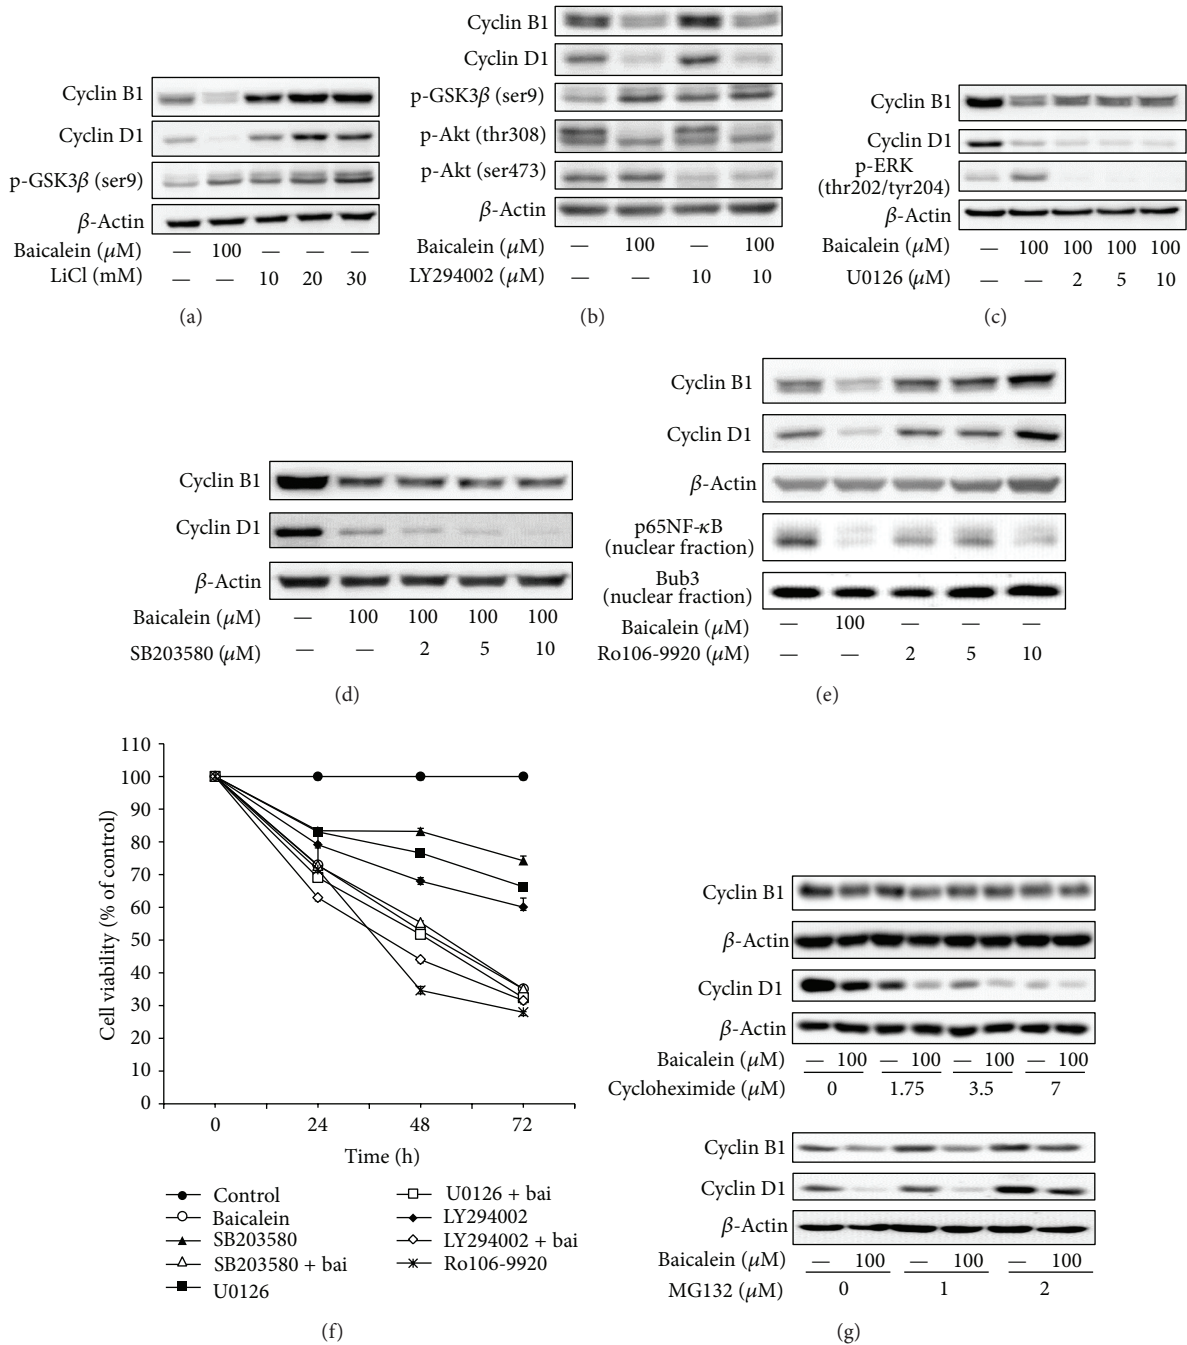 Cyclin B1
Cyclin D1
p-GSK3β (ser9)
β-Actin
Baicalein (μM) — 100 — — —
LiCl (mM) — — 10 20 30
(a)
Cyclin B1
Cyclin D1
p-GSK3β (ser9)
p-Akt (thr308)
p-Akt (ser473)
β-Actin
Baicalein (μM) — 100 — 100
LY294002 (μM) — — 10 10
(b)
Cyclin B1
Cyclin D1
p-ERK
(thr202/tyr204)
β-Actin
Baicalein (μM) — 100 100 100 100
U0126 (μM) — — 2 5 10
(c)
Cyclin B1
Cyclin D1
β-Actin
Baicalein (μM) — 100 100 100 100
SB203580 (μM) — — 2 5 10
(d)
Cyclin B1
Cyclin D1
β-Actin
p65NF-κB
(nuclear fraction)
Bub3
(nuclear fraction)
Baicalein (μM) — 100 — — —
Ro106-9920 (μM) — — 2 5 10
(e)
Cell viability (% of control)
110
100
90
80
70
60
50
40
30
20
10
0
0 24 48 72
Time (h)
Control
Baicalein
SB203580
SB203580 + bai
U0126
U0126 + bai
LY294002
LY294002 + bai
Ro106-9920
(f)
Cyclin B1
β-Actin
Cyclin D1
β-Actin
Baicalein (μM) — 100 — 100 — 100 — 100
Cycloheximide (μM) 0 1.75 3.5 7
Cyclin B1
Cyclin D1
β-Actin
Baicalein (μM) — 100 — 100 — 100
MG132 (μM) 0 1 2
(g)